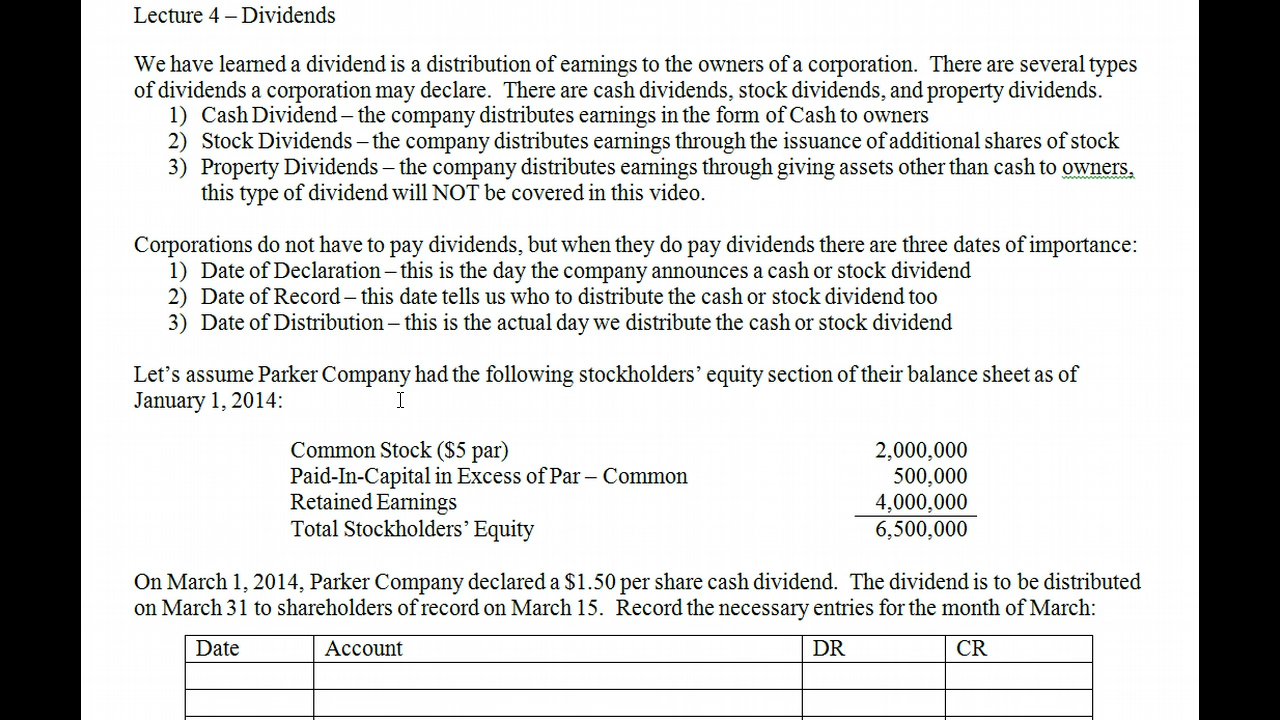 Lecture 4 – Dividends
We have learned a dividend is a distribution of earnings to the owners of a corporation.  There are several types
of dividends a corporation may declare.  There are cash dividends, stock dividends, and property dividends.
1) Cash Dividend – the company distributes earnings in the form of Cash to owners
2) Stock Dividends – the company distributes earnings through the issuance of additional shares of stock
3) Property Dividends – the company distributes earnings through giving assets other than cash to owners,
this type of dividend will NOT be covered in this video.
Corporations do not have to pay dividends, but when they do pay dividends there are three dates of importance:
1) Date of Declaration – this is the day the company announces a cash or stock dividend
2) Date of Record – this date tells us who to distribute the cash or stock dividend too
3) Date of Distribution – this is the actual day we distribute the cash or stock dividend
Let’s assume Parker Company had the following stockholders’ equity section of their balance sheet as of
January 1, 2014:
Common Stock ($5 par) 2,000,000
Paid-In-Capital in Excess of Par – Common 500,000
Retained Earnings 4,000,000
Total Stockholders’ Equity 6,500,000
On March 1, 2014, Parker Company declared a $1.50 per share cash dividend.  The dividend is to be distributed
on March 31 to shareholders of record on March 15.  Record the necessary entries for the month of March:
Date Account DR CR